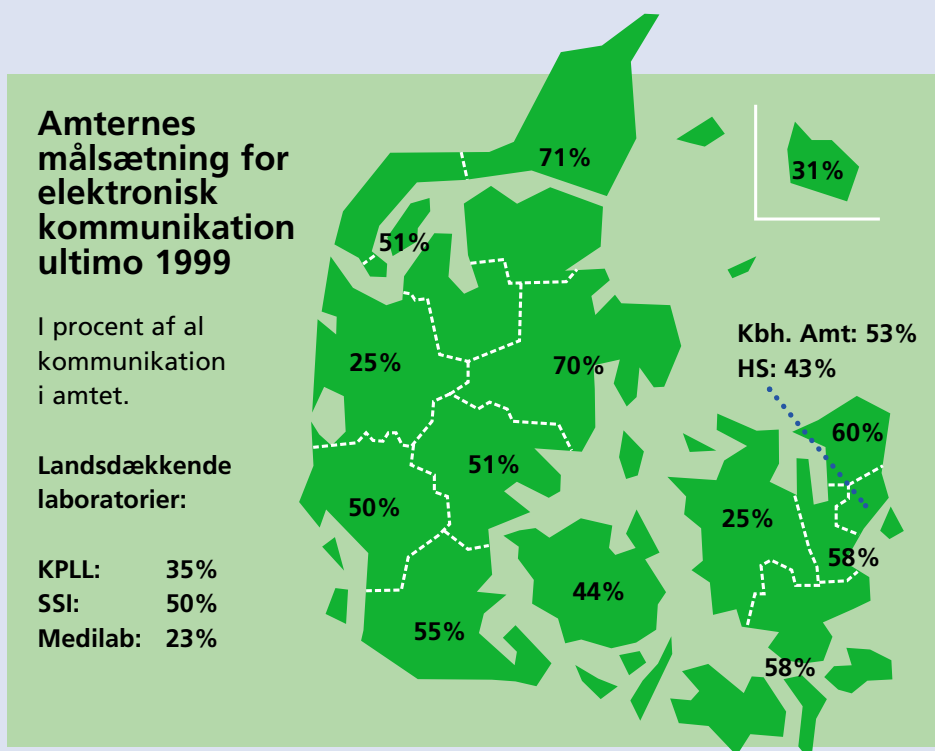 Amternes
målsætning for
elektronisk
kommunikation
ultimo 1999
I procent af al
kommunikation
i amtet.
Landsdækkende
laboratorier:
KPLL: 35%
SSI: 50%
Medilab: 23%
71%
31%
51%
25%
70%
Kbh. Amt: 53%
HS: 43%
60%
51%
50%
25%
58%
44%
55%
58%